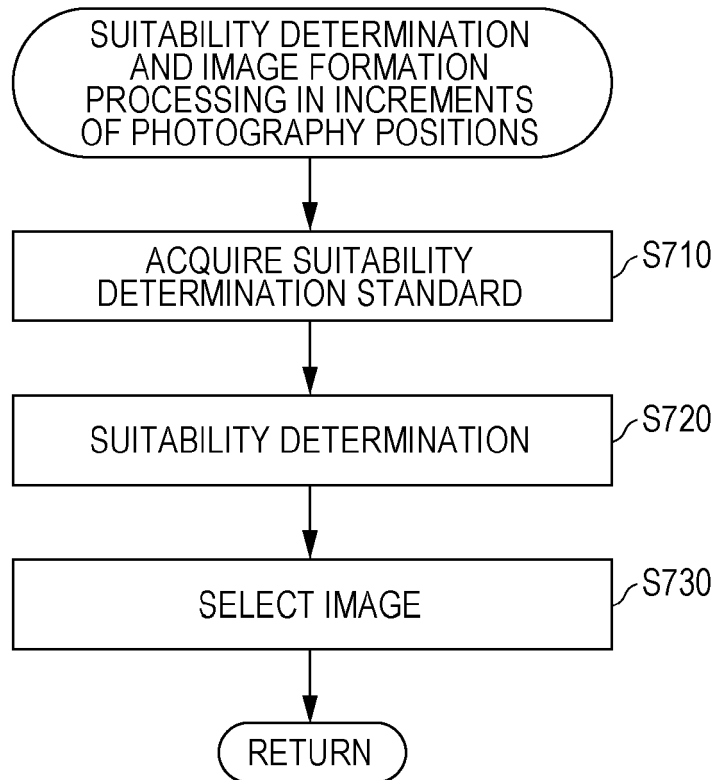 SUITABILITY DETERMINATION
AND IMAGE FORMATION
PROCESSING IN INCREMENTS
OF PHOTOGRAPHY POSITIONS
ACQUIRE SUITABILITY
DETERMINATION STANDARD
S710
SUITABILITY DETERMINATION
S720
SELECT IMAGE
S730
RETURN